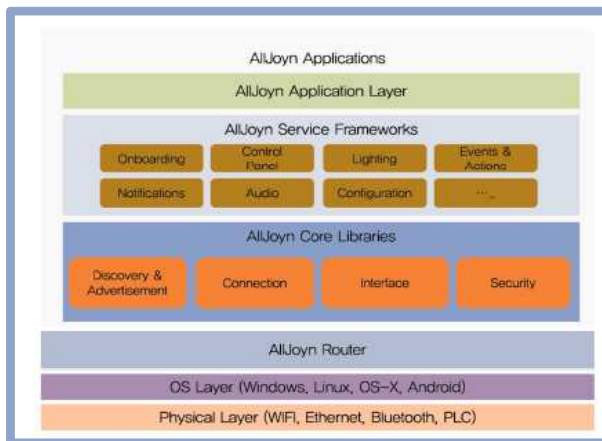 AllJoyn Applications
AllJoyn Application Layer
AllJoyn Service Frameworks
Onboarding
Control
Panel
Lighting
Events &
Actions
Notifications
Audio
Configuration
....
AllJoyn Core Libraries
Discovery &
Advertisement
Connection
Interface
Security
AllJoyn Router
OS Layer (Windows, Linux, OS-X, Android)
Physical Layer (WIFI, Ethernet, Bluetooth, PLC)